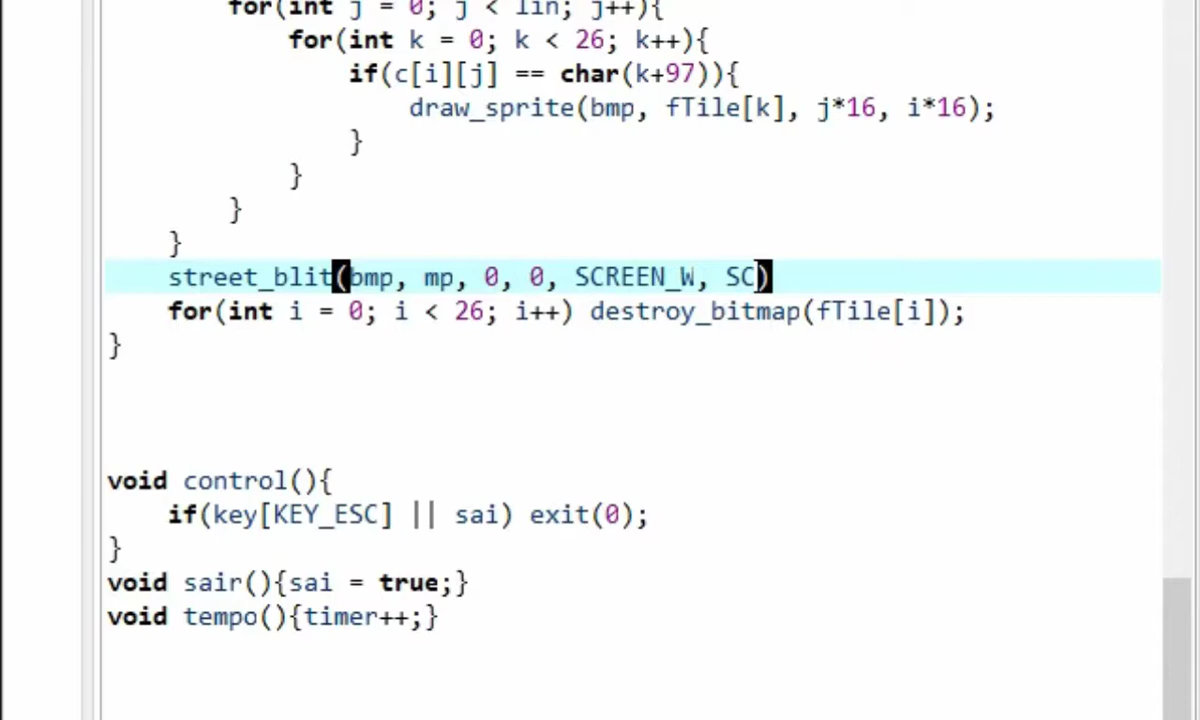 for(int j = 0; j < lin; j++){
for(int k = 0; k < 26; k++){
if(c[i][j] == char(k+97)){
draw_sprite(bmp, fTile[k], j*16, i*16);
}
}
}
}
street_blit(bmp, mp, 0, 0, SCREEN_W, SC)
for(int i = 0; i < 26; i++) destroy_bitmap(fTile[i]);
}
void control(){
if(key[KEY_ESC] || sai) exit(0);
}
void sair(){sai = true;}
void tempo(){timer++;}